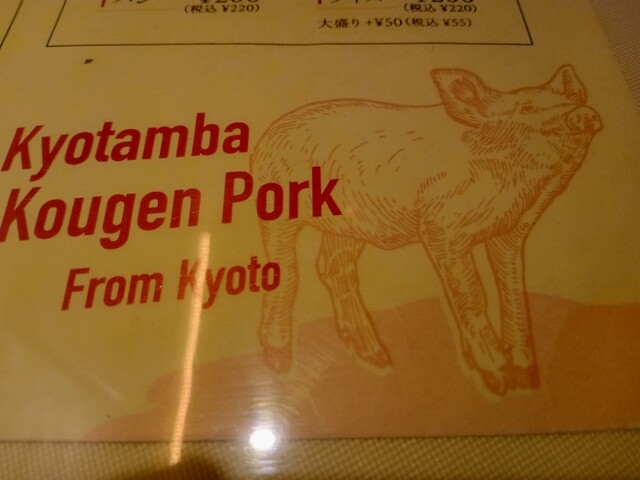 (税込 ¥220)
(税込 ¥220)
大盛り +¥50 (税込 ¥55)
Kyotamba
Kougen Pork
From Kyoto